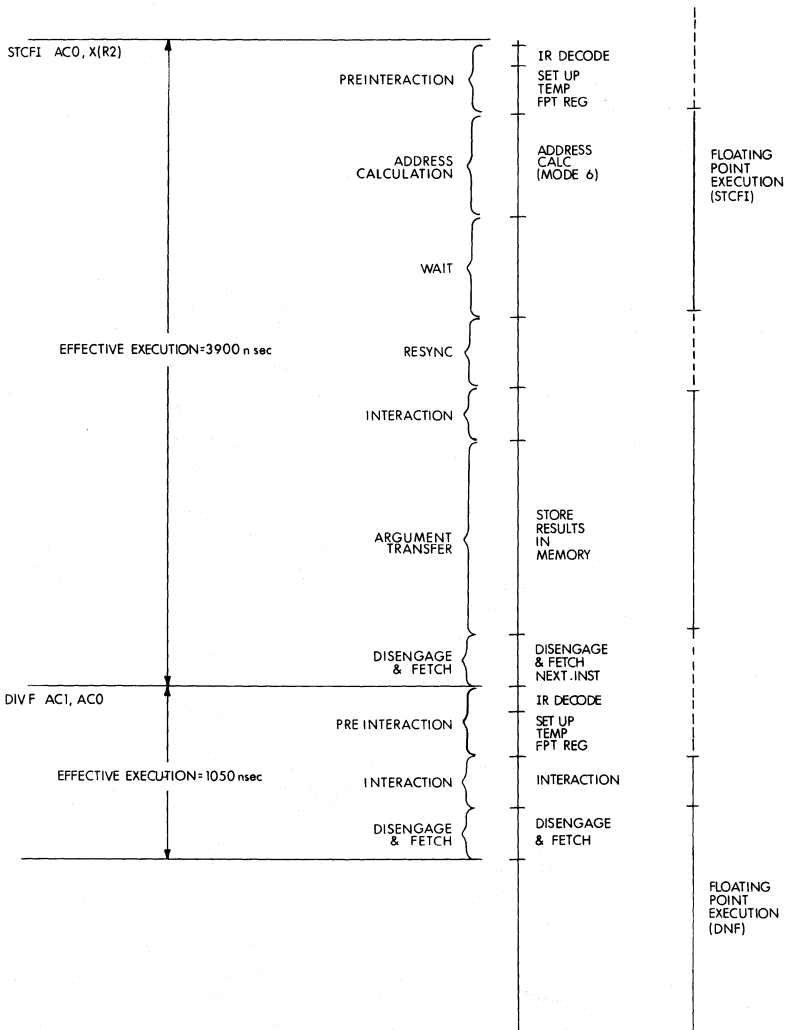 STCFI AC0, X(R2)
PREINTERACTION
IR DECODE
SET UP
TEMP
FPT REG
ADDRESS
CALCULATION
ADDRESS
CALC
(MODE 6)
FLOATING
POINT
EXECUTION
(STCFI)
WAIT
EFFECTIVE EXECUTION=3900 n sec
RESYNC
INTERACTION
ARGUMENT
TRANSFER
STORE
RESULTS
IN
MEMORY
DISENGAGE
& FETCH
DISENGAGE
& FETCH
NEXT.INST
DIVF AC1, AC0
IR DECODE
PRE INTERACTION
SET UP
TEMP
FPT REG
EFFECTIVE EXECUTION=1050 nsec
INTERACTION
INTERACTION
DISENGAGE
& FETCH
DISENGAGE
& FETCH
FLOATING
POINT
EXECUTION
(DNF)